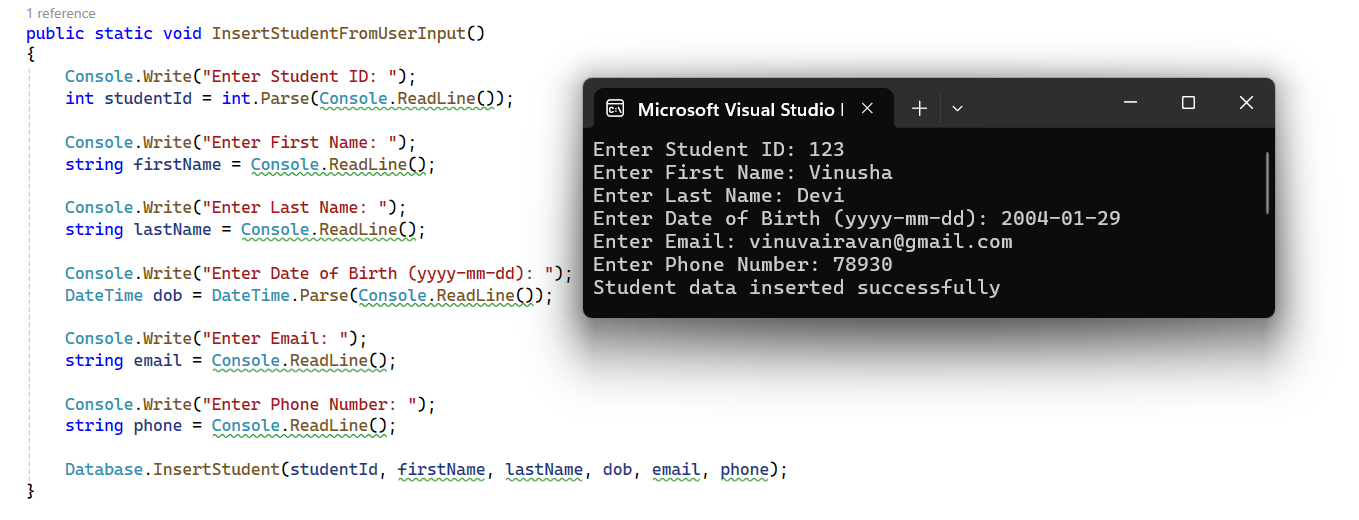 1 reference
public static void InsertStudentFromUserInput()
{
Console.Write("Enter Student ID: ");
int studentId = int.Parse(Console.ReadLine());
Console.Write("Enter First Name: ");
string firstName = Console.ReadLine();
Console.Write("Enter Last Name: ");
string lastName = Console.ReadLine();
Console.Write("Enter Date of Birth (yyyy-mm-dd): ");
DateTime dob = DateTime.Parse(Console.ReadLine());
Console.Write("Enter Email: ");
string email = Console.ReadLine();
Console.Write("Enter Phone Number: ");
string phone = Console.ReadLine();
Database.InsertStudent(studentId, firstName, lastName, dob, email, phone);
}
Microsoft Visual Studio
Enter Student ID: 123
Enter First Name: Vinusha
Enter Last Name: Devi
Enter Date of Birth (yyyy-mm-dd): 2004-01-29
Enter Email: vinuvairavan@gmail.com
Enter Phone Number: 78930
Student data inserted successfully